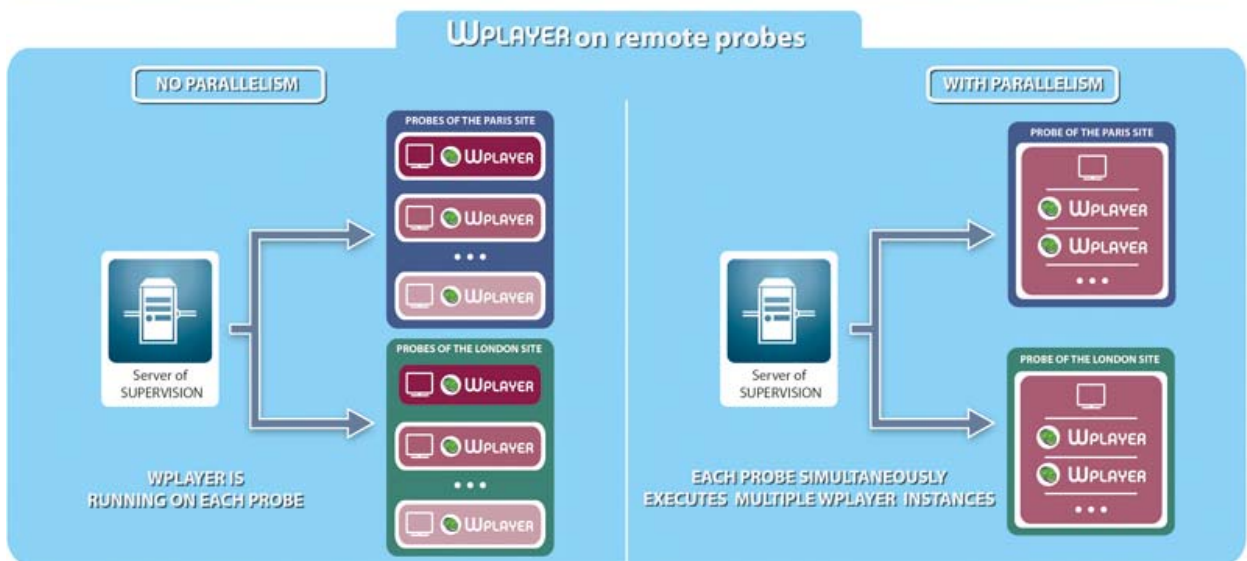 WPLAYER on remote probes
NO PARALLELISM
PROBES OF THE PARIS SITE
WPLAYER
WPLAYER
...
WPLAYER
PROBES OF THE LONDON SITE
WPLAYER
WPLAYER
...
WPLAYER
Server of
SUPERVISION
WPLAYER IS
RUNNING ON EACH PROBE
WITH PARALLELISM
PROBE OF THE PARIS SITE
WPLAYER
WPLAYER
...
PROBE OF THE LONDON SITE
WPLAYER
WPLAYER
...
Server of
SUPERVISION
EACH PROBE SIMULTANEOUSLY
EXECUTES MULTIPLE WPLAYER INSTANCES